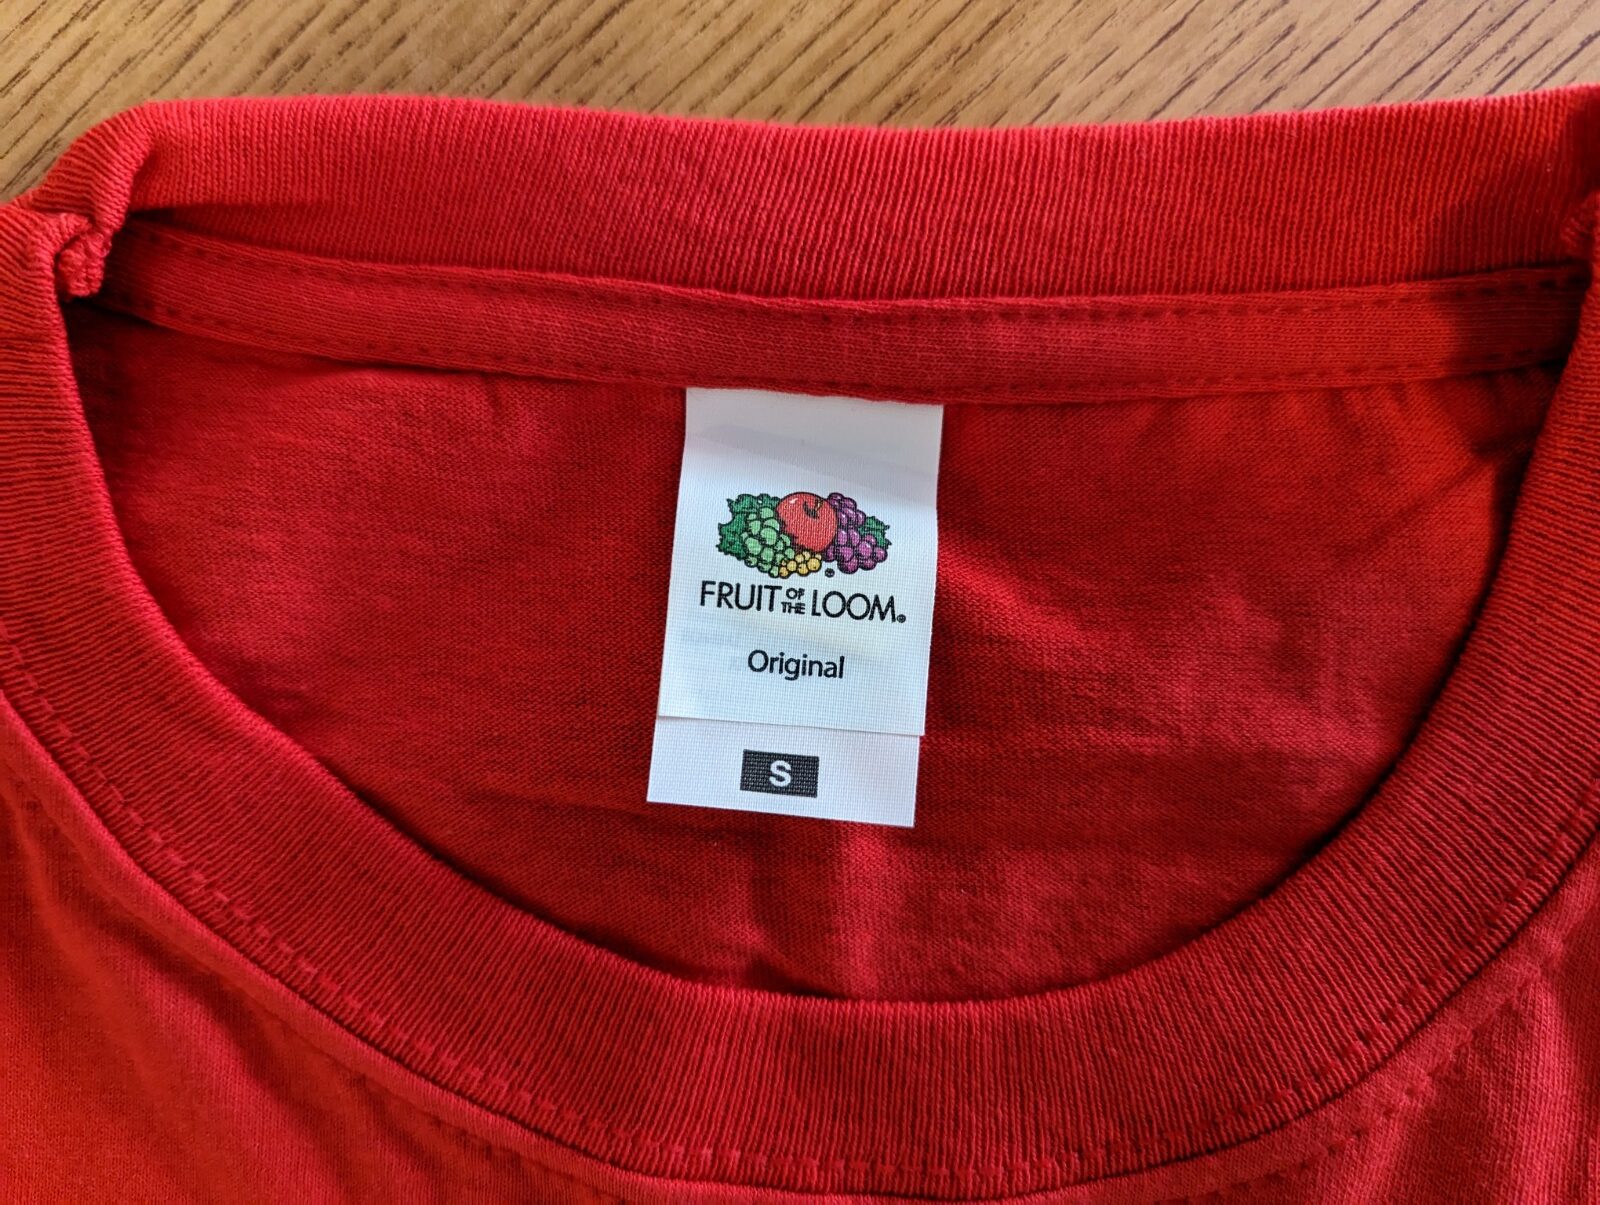 FRUIT OF THE LOOM®
Original
S